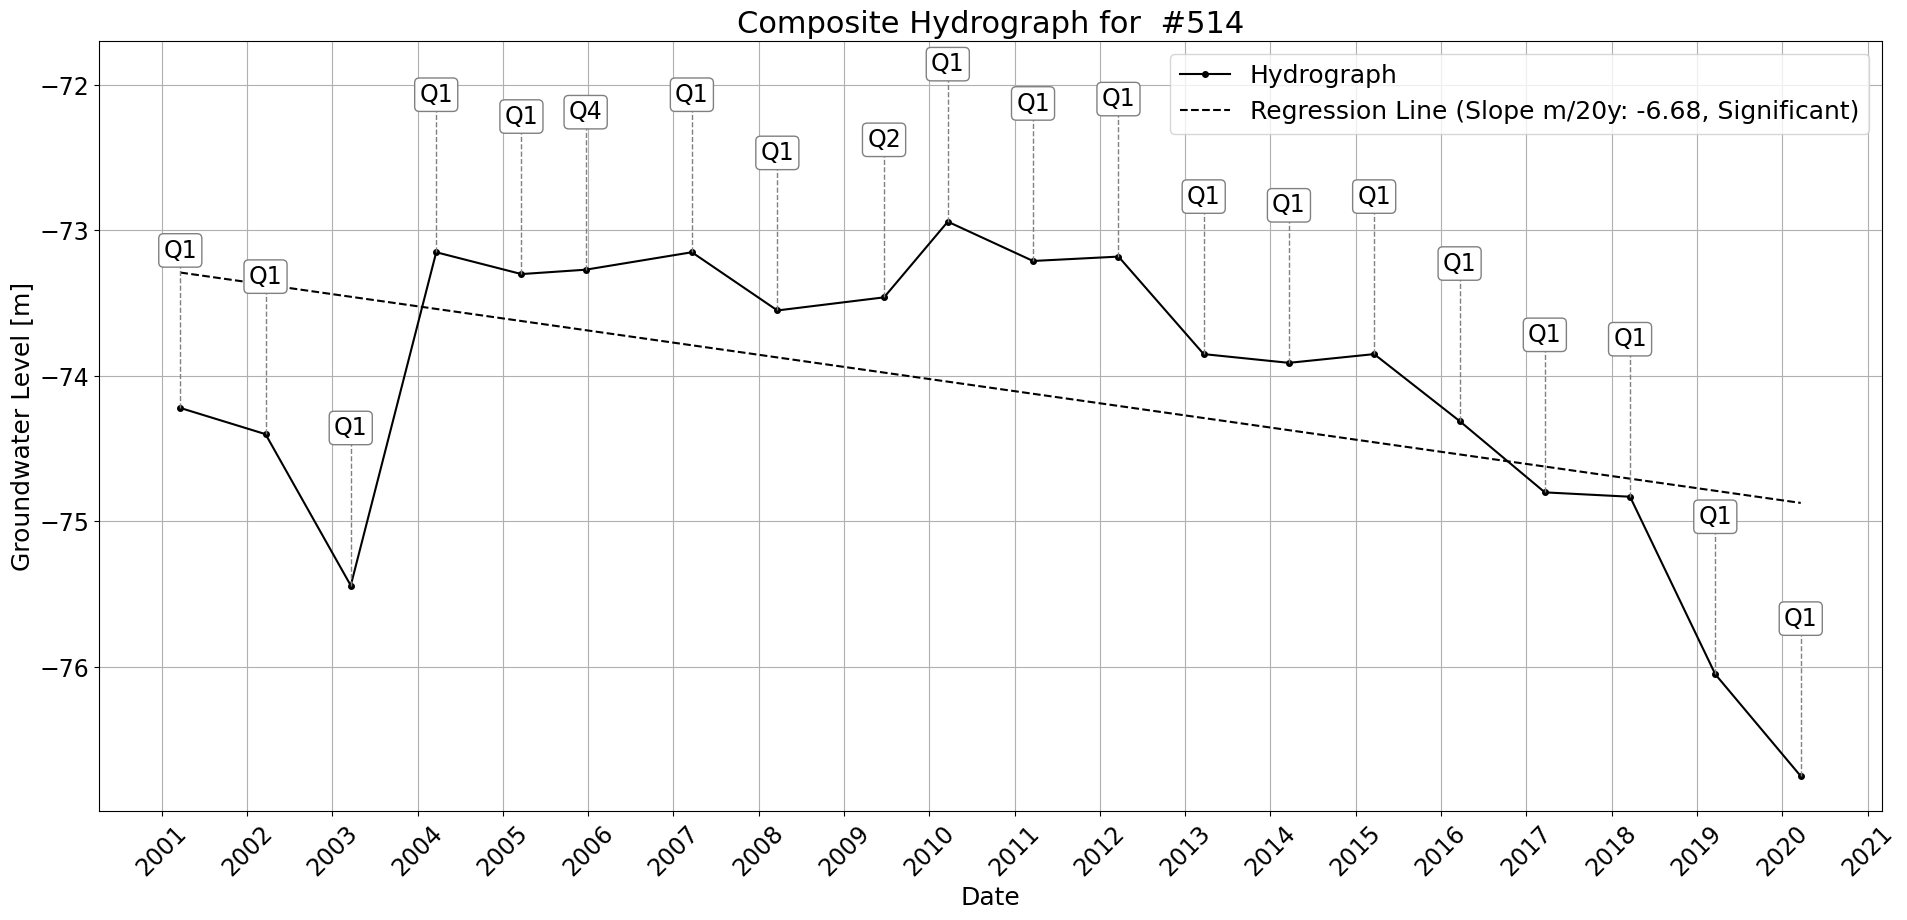 Composite Hydrograph for  #514
Hydrograph
Regression Line (Slope m/20y: -6.68, Significant)
Groundwater Level [m]
−72
−73
−74
−75
−76
Q1
Q1
Q1
Q1
Q1
Q4
Q1
Q1
Q2
Q1
Q1
Q1
Q1
Q1
Q1
Q1
Q1
Q1
Q1
Q1
2001
2002
2003
2004
2005
2006
2007
2008
2009
2010
2011
2012
2013
2014
2015
2016
2017
2018
2019
2020
2021
Date